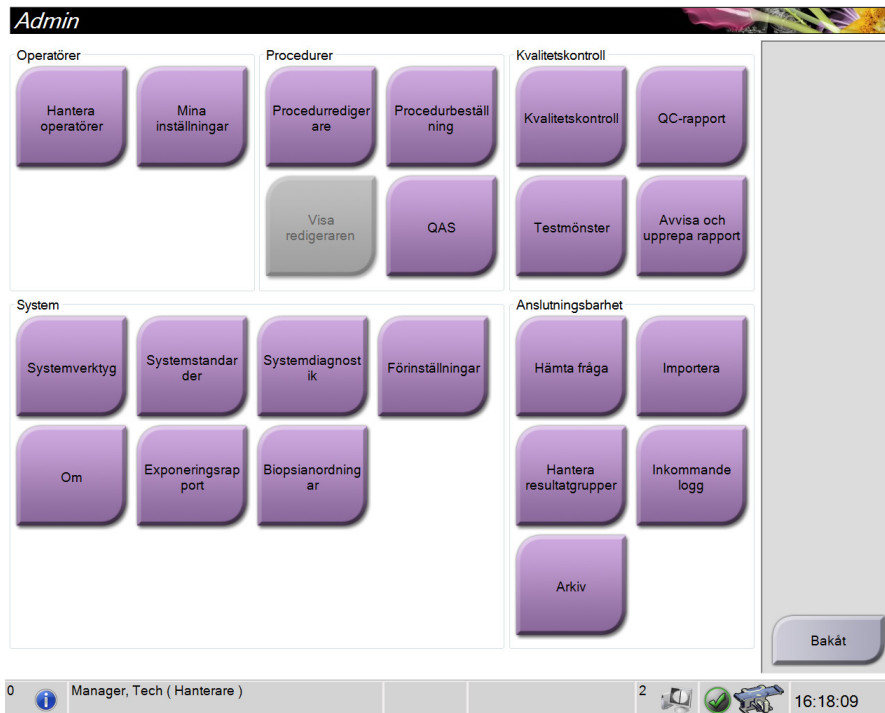 Admin
Operatörer
Hantera
operatörer
Mina
inställningar
Procedurer
Procedurrediger
are
Procedurbeställ
ning
Visa
redigeraren
QAS
Kvalitetskontroll
Kvalitetskontroll
QC-rapport
Testmönster
Avvisa och
upprepa rapport
System
Systemverktyg
Systemstandar
der
Systemdiagnost
ik
Förinställningar
Om
Exponeringsrap
port
Biopsianordning
ar
Anslutningsbarhet
Hämta fråga
Importera
Hantera
resultatgrupper
Inkommande
logg
Arkiv
Bakåt
0
Manager, Tech ( Hanterare )
2
16:18:09